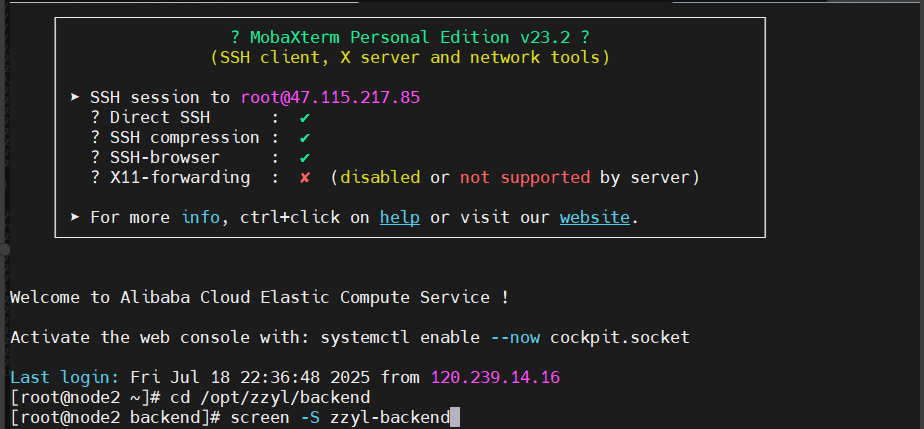 ? MobaXterm Personal Edition v23.2 ?
(SSH client, X server and network tools)
➤ SSH session to root@47.115.217.85
? Direct SSH : ✔
? SSH compression : ✔
? SSH-browser : ✔
? X11-forwarding : ✘ (disabled or not supported by server)
➤ For more info, ctrl+click on help or visit our website.
Welcome to Alibaba Cloud Elastic Compute Service !
Activate the web console with: systemctl enable --now cockpit.socket
Last login: Fri Jul 18 22:36:48 2025 from 120.239.14.16
[root@node2 ~]# cd /opt/zzyl/backend
[root@node2 backend]# screen -S zzyl-backend